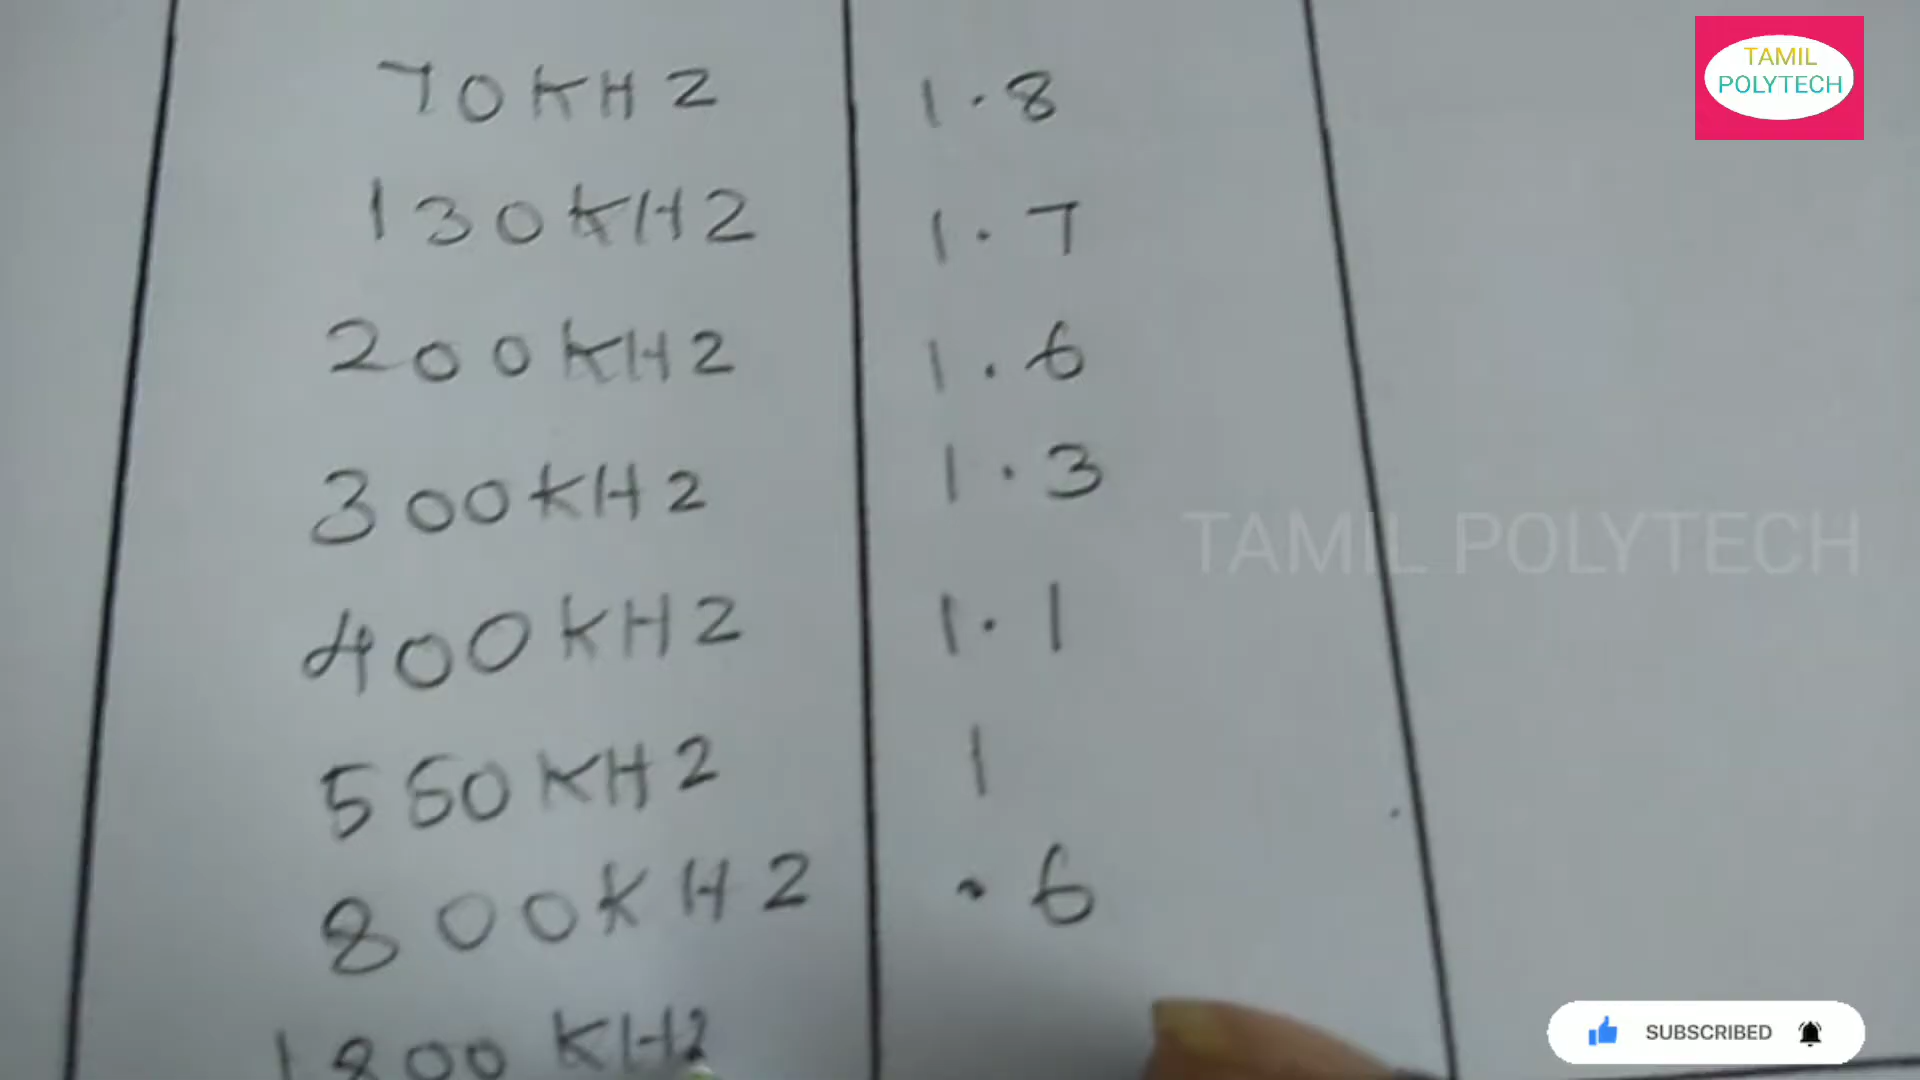 TAMIL
POLYTECH
70KHZ 1.8
130KHZ 1.7
200KHZ 1.6
300KHZ 1.3
400KHZ 1.1
550KHZ 1
800KHZ .6
KHZ
TAMIL POLYTECH
SUBSCRIBED